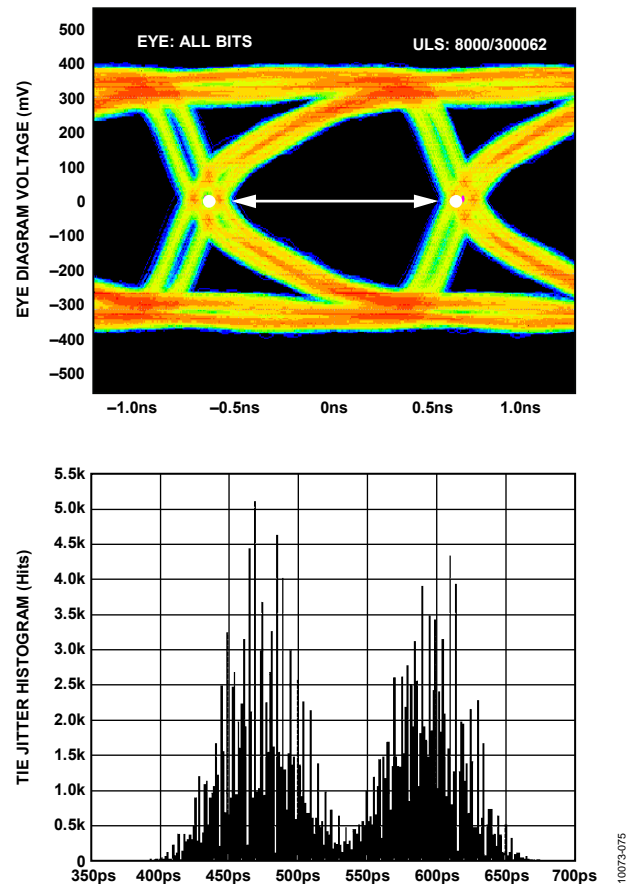 EYE: ALL BITS
ULS: 8000/300062
EYE DIAGRAM VOLTAGE (mV)
500
400
300
200
100
0
–100
–200
–300
–400
–500
–1.0ns –0.5ns 0ns 0.5ns 1.0ns
TIE JITTER HISTOGRAM (Hits)
5.5k
5.0k
4.5k
4.0k
3.5k
3.0k
2.5k
2.0k
1.5k
1.0k
0.5k
0
350ps 400ps 450ps 500ps 550ps 600ps 650ps 700ps
10073-075